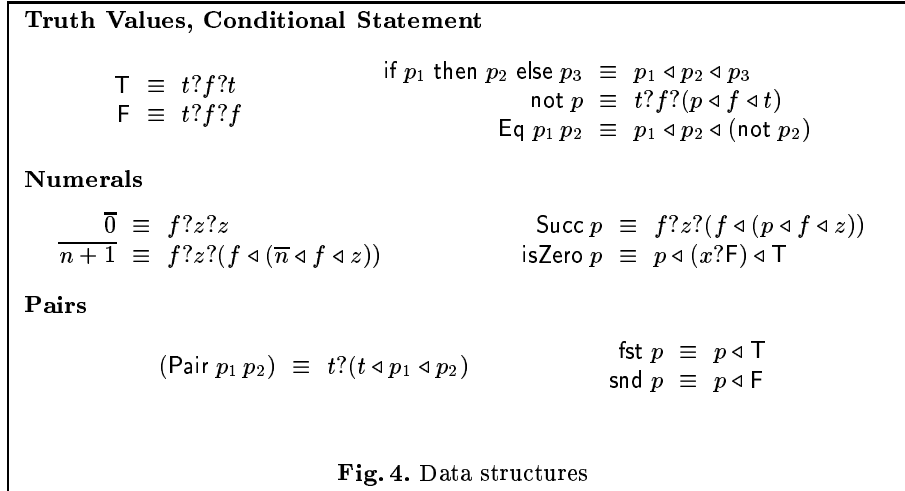 Truth Values, Conditional Statement
T ≡ t?f?t
F ≡ t?f?f
if p₁ then p₂ else p₃ ≡ p₁ ◃ p₂ ◃ p₃
not p ≡ t?f?(p ◃ f ◃ t)
Eq p₁ p₂ ≡ p₁ ◃ p₂ ◃ (not p₂)
Numerals
0̅ ≡ f?z?z
n̅ ̅+̅ ̅1̅ ≡ f?z?(f ◃ (n̅ ◃ f ◃ z))
Succ p ≡ f?z?(f ◃ (p ◃ f ◃ z))
isZero p ≡ p ◃ (x?F) ◃ T
Pairs
(Pair p₁ p₂) ≡ t?(t ◃ p₁ ◃ p₂)
fst p ≡ p ◃ T
snd p ≡ p ◃ F
Fig. 4. Data structures